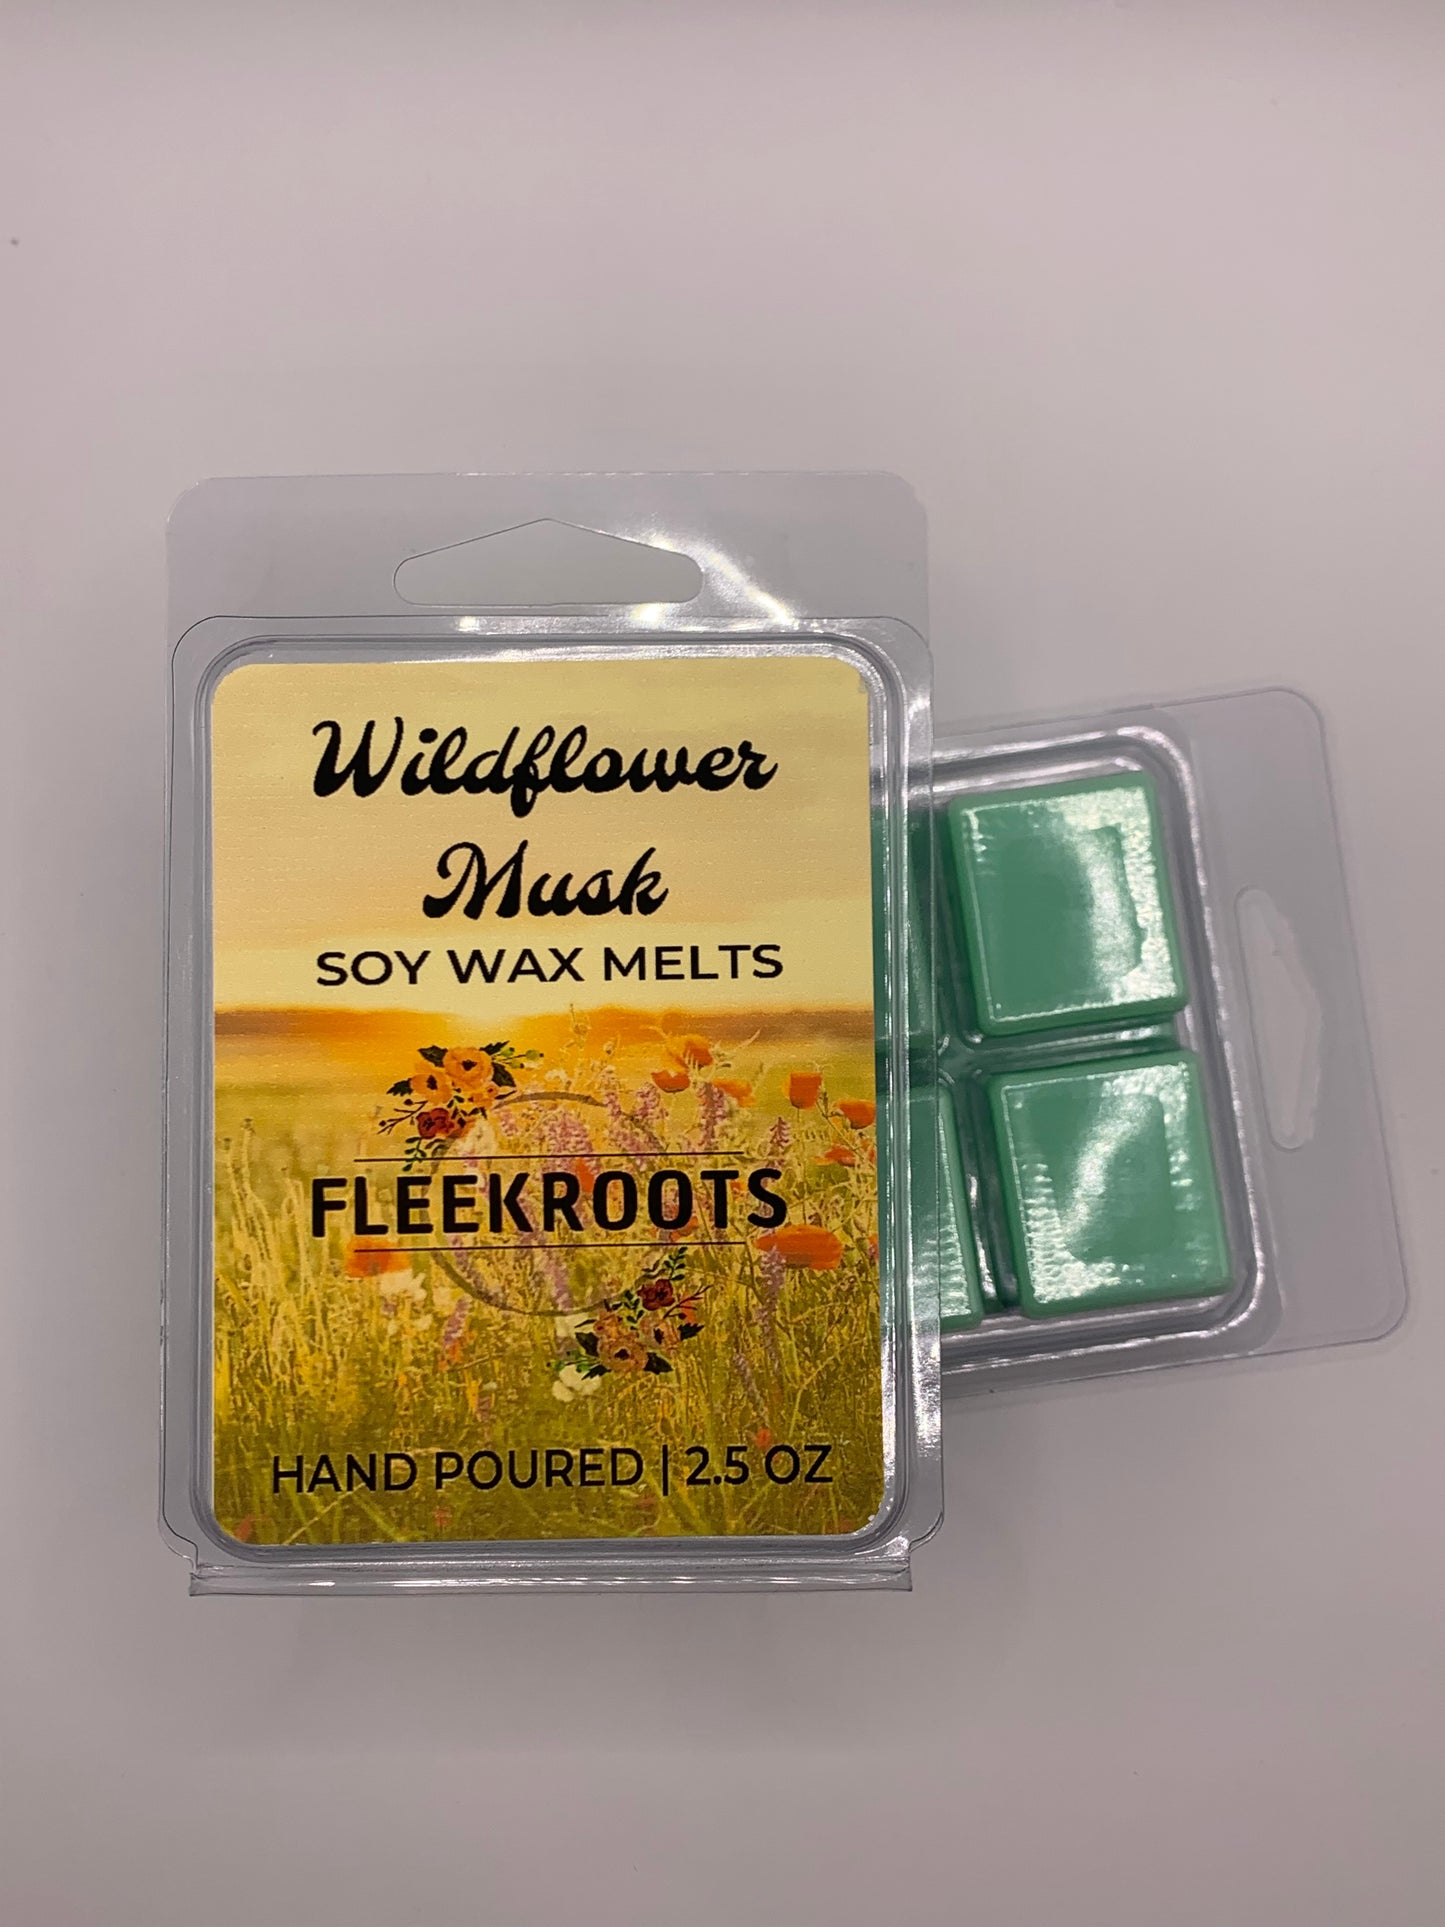 Wildflower
Musk
SOY WAX MELTS
FLEEKROOTS
HAND POURED | 2.5 OZ